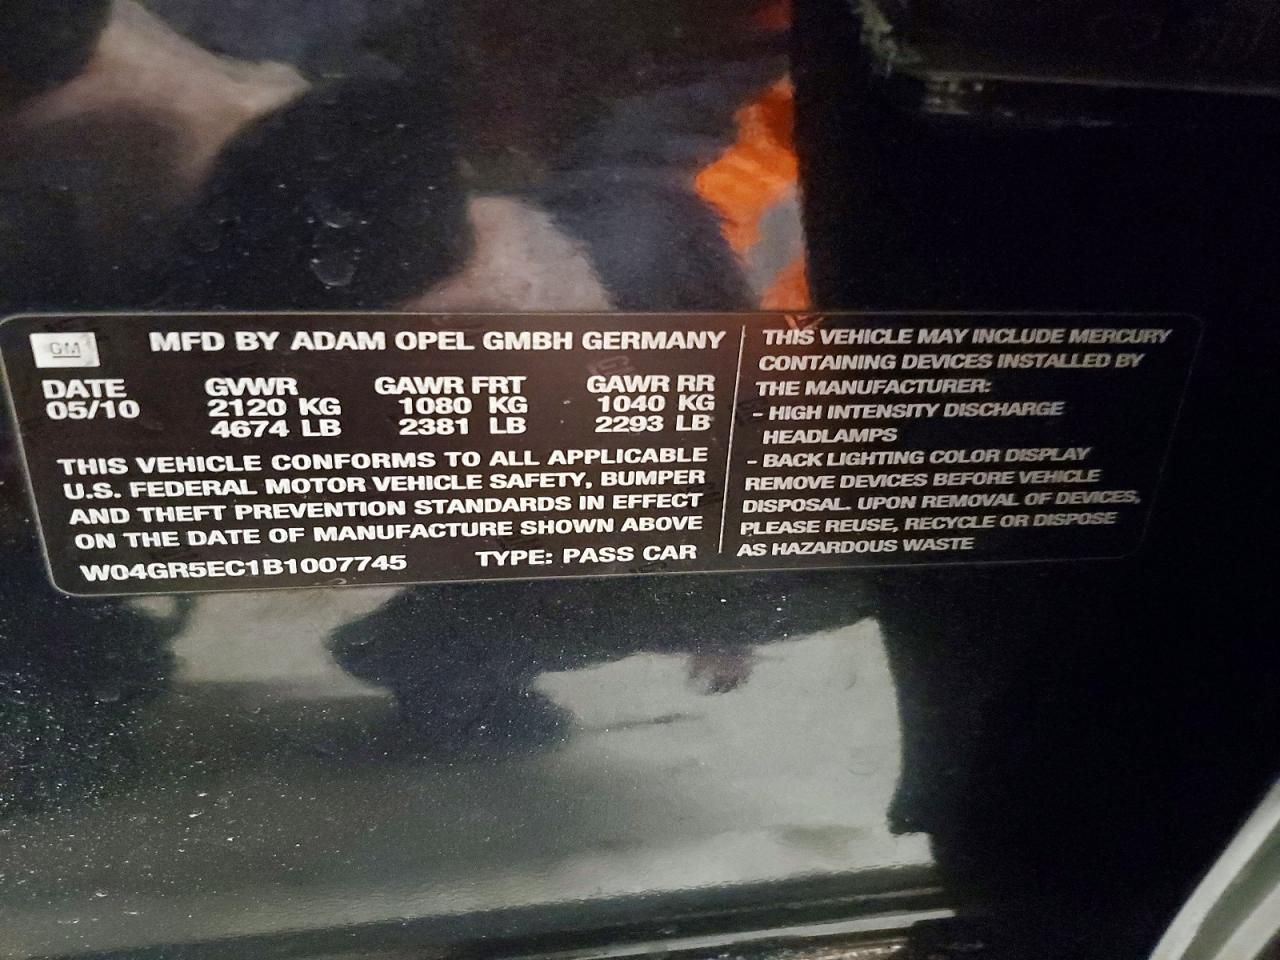 GM
MFD BY ADAM OPEL GMBH GERMANY
DATE GVWR GAWR FRT GAWR RR
05/10 2120 KG 1080 KG 1040 KG
4674 LB 2381 LB 2293 LB
THIS VEHICLE CONFORMS TO ALL APPLICABLE
U.S. FEDERAL MOTOR VEHICLE SAFETY, BUMPER
AND THEFT PREVENTION STANDARDS IN EFFECT
ON THE DATE OF MANUFACTURE SHOWN ABOVE
W04GR5EC1B1007745 TYPE: PASS CAR
THIS VEHICLE MAY INCLUDE MERCURY
CONTAINING DEVICES INSTALLED BY
THE MANUFACTURER:
- HIGH INTENSITY DISCHARGE
HEADLAMPS
- BACK LIGHTING COLOR DISPLAY
REMOVE DEVICES BEFORE VEHICLE
DISPOSAL. UPON REMOVAL OF DEVICES,
PLEASE REUSE, RECYCLE OR DISPOSE
AS HAZARDOUS WASTE